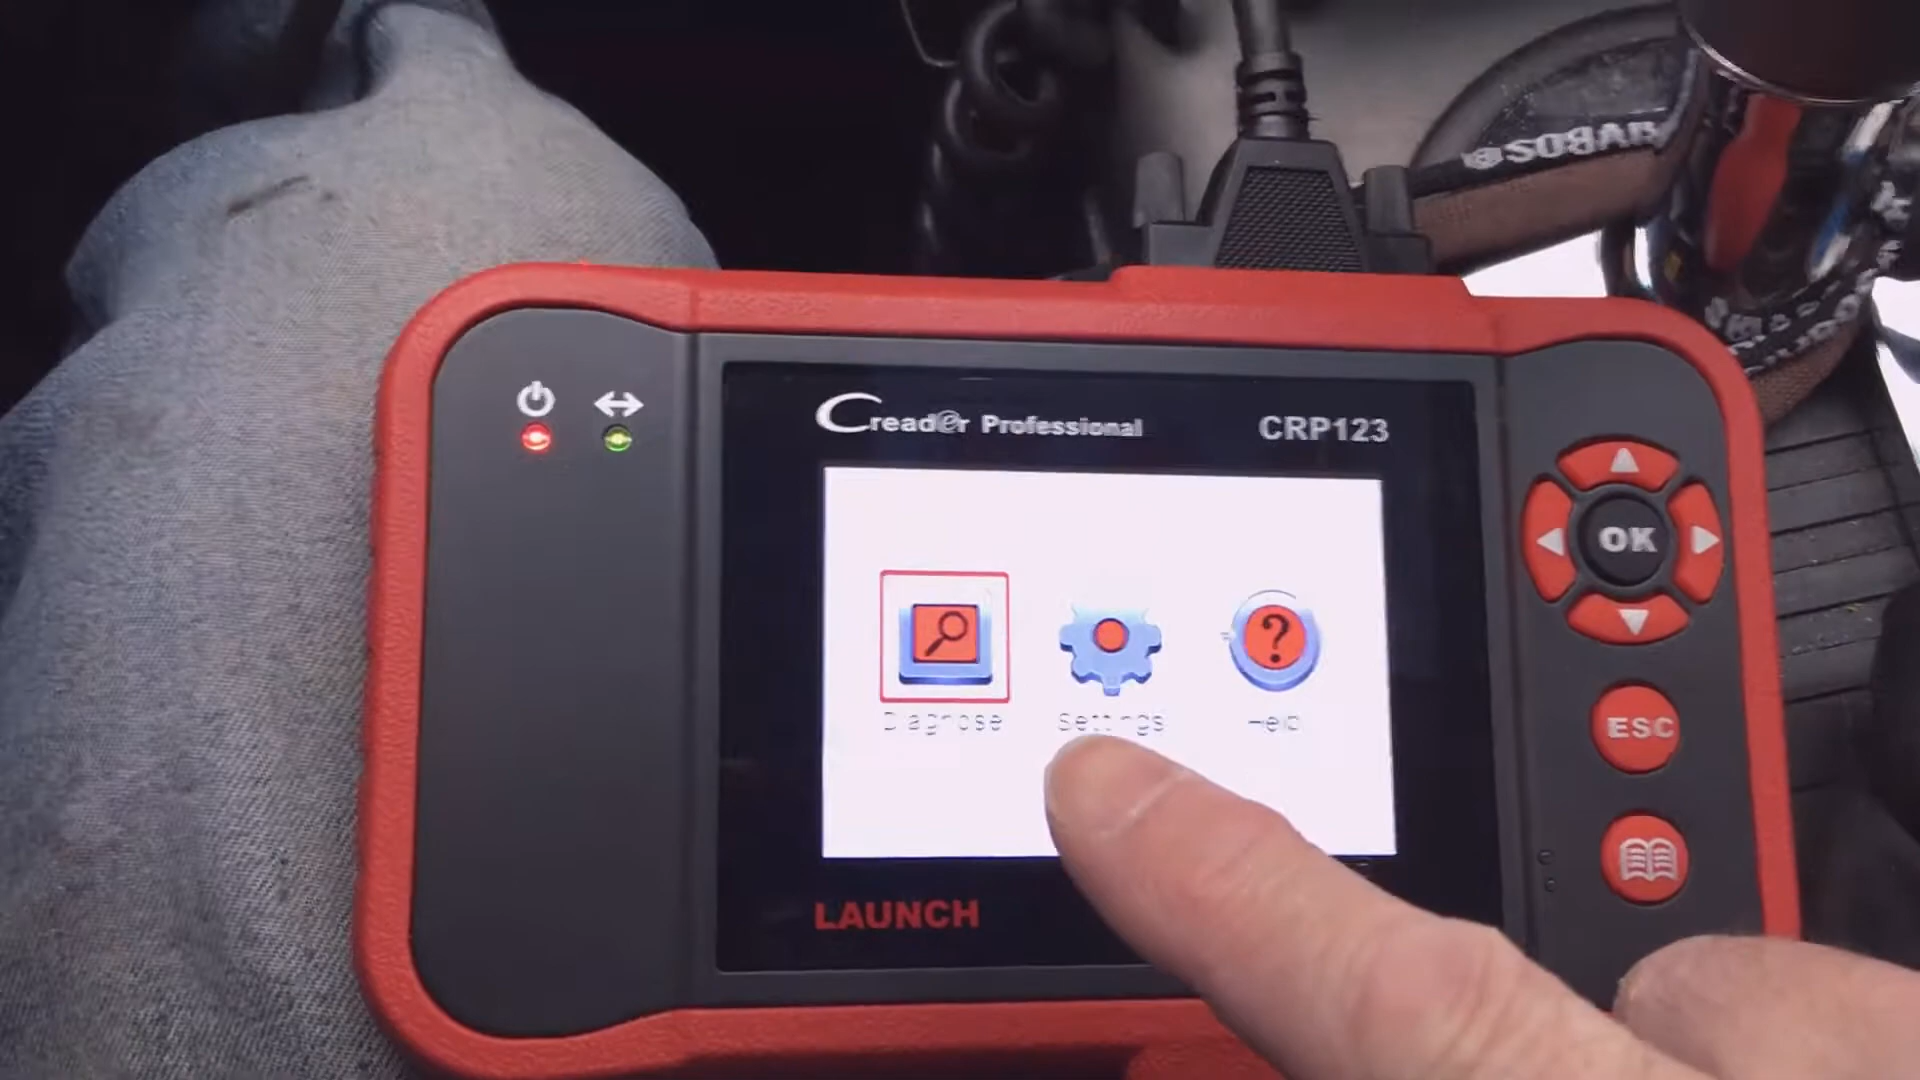 Creader Professional CRP123
Diagnose Settings Help
OK
ESC
LAUNCH